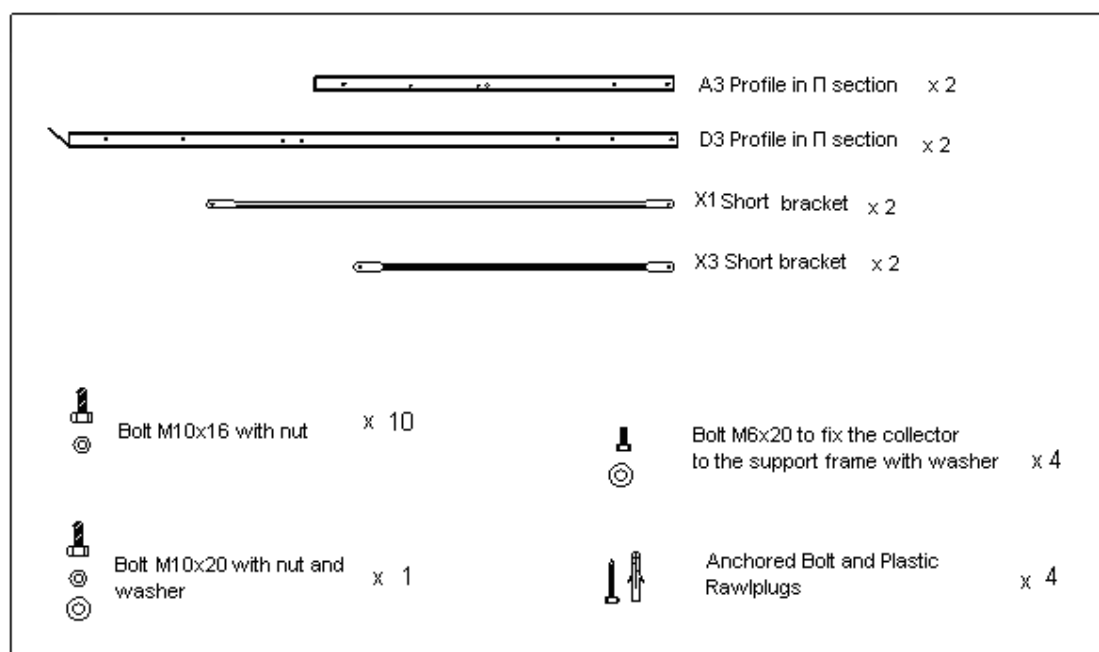 A3 Profile in Π section x 2
D3 Profile in Π section x 2
X1 Short bracket x 2
X3 Short bracket x 2
Bolt M10x16 with nut x 10
Bolt M6x20 to fix the collector
to the support frame with washer x 4
Bolt M10x20 with nut and
washer x 1
Anchored Bolt and Plastic
Rawlplugs x 4